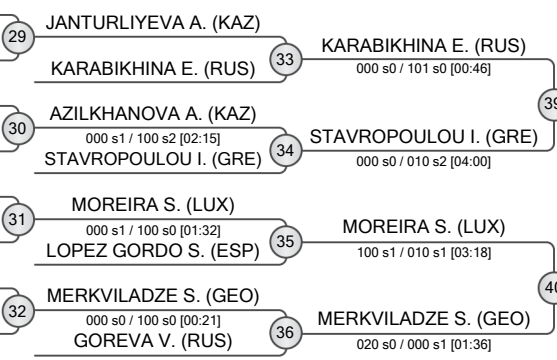 29
JANTURLIYEVA A. (KAZ)
KARABIKHINA E. (RUS)
33
KARABIKHINA E. (RUS)
000 s0 / 101 s0 [00:46]
39
30
AZILKHANOVA A. (KAZ)
000 s1 / 100 s2 [02:15]
STAVROPOULOU I. (GRE)
34
STAVROPOULOU I. (GRE)
000 s0 / 010 s2 [04:00]
31
MOREIRA S. (LUX)
000 s1 / 100 s0 [01:32]
LOPEZ GORDO S. (ESP)
35
MOREIRA S. (LUX)
100 s1 / 010 s1 [03:18]
40
32
MERKVILADZE S. (GEO)
000 s0 / 100 s0 [00:21]
GOREVA V. (RUS)
36
MERKVILADZE S. (GEO)
020 s0 / 000 s1 [01:36]